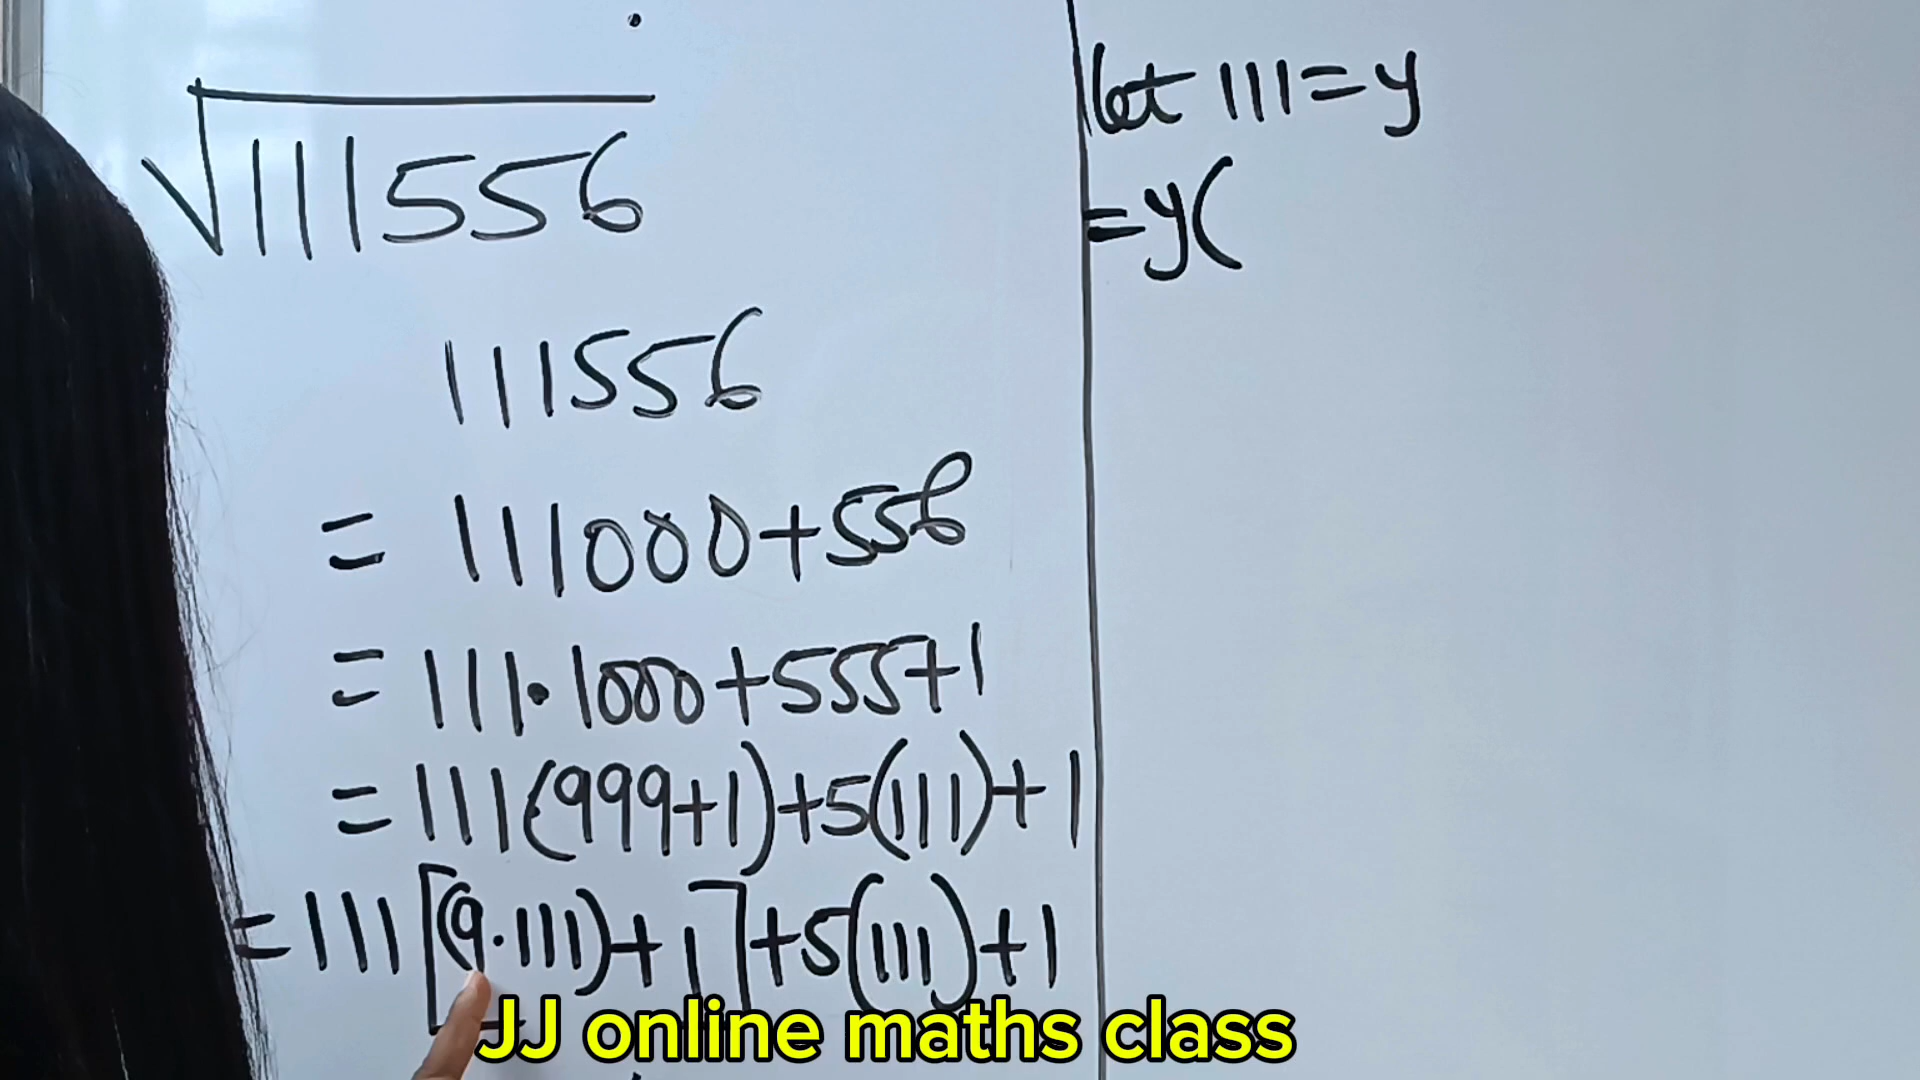 √111556
111556
= 111000+556
= 111·1000+555+1
= 111(999+1)+5(111)+1
= 111[(9·111)+1]+5(111)+1
let 111=y
=y(
JJ online maths class